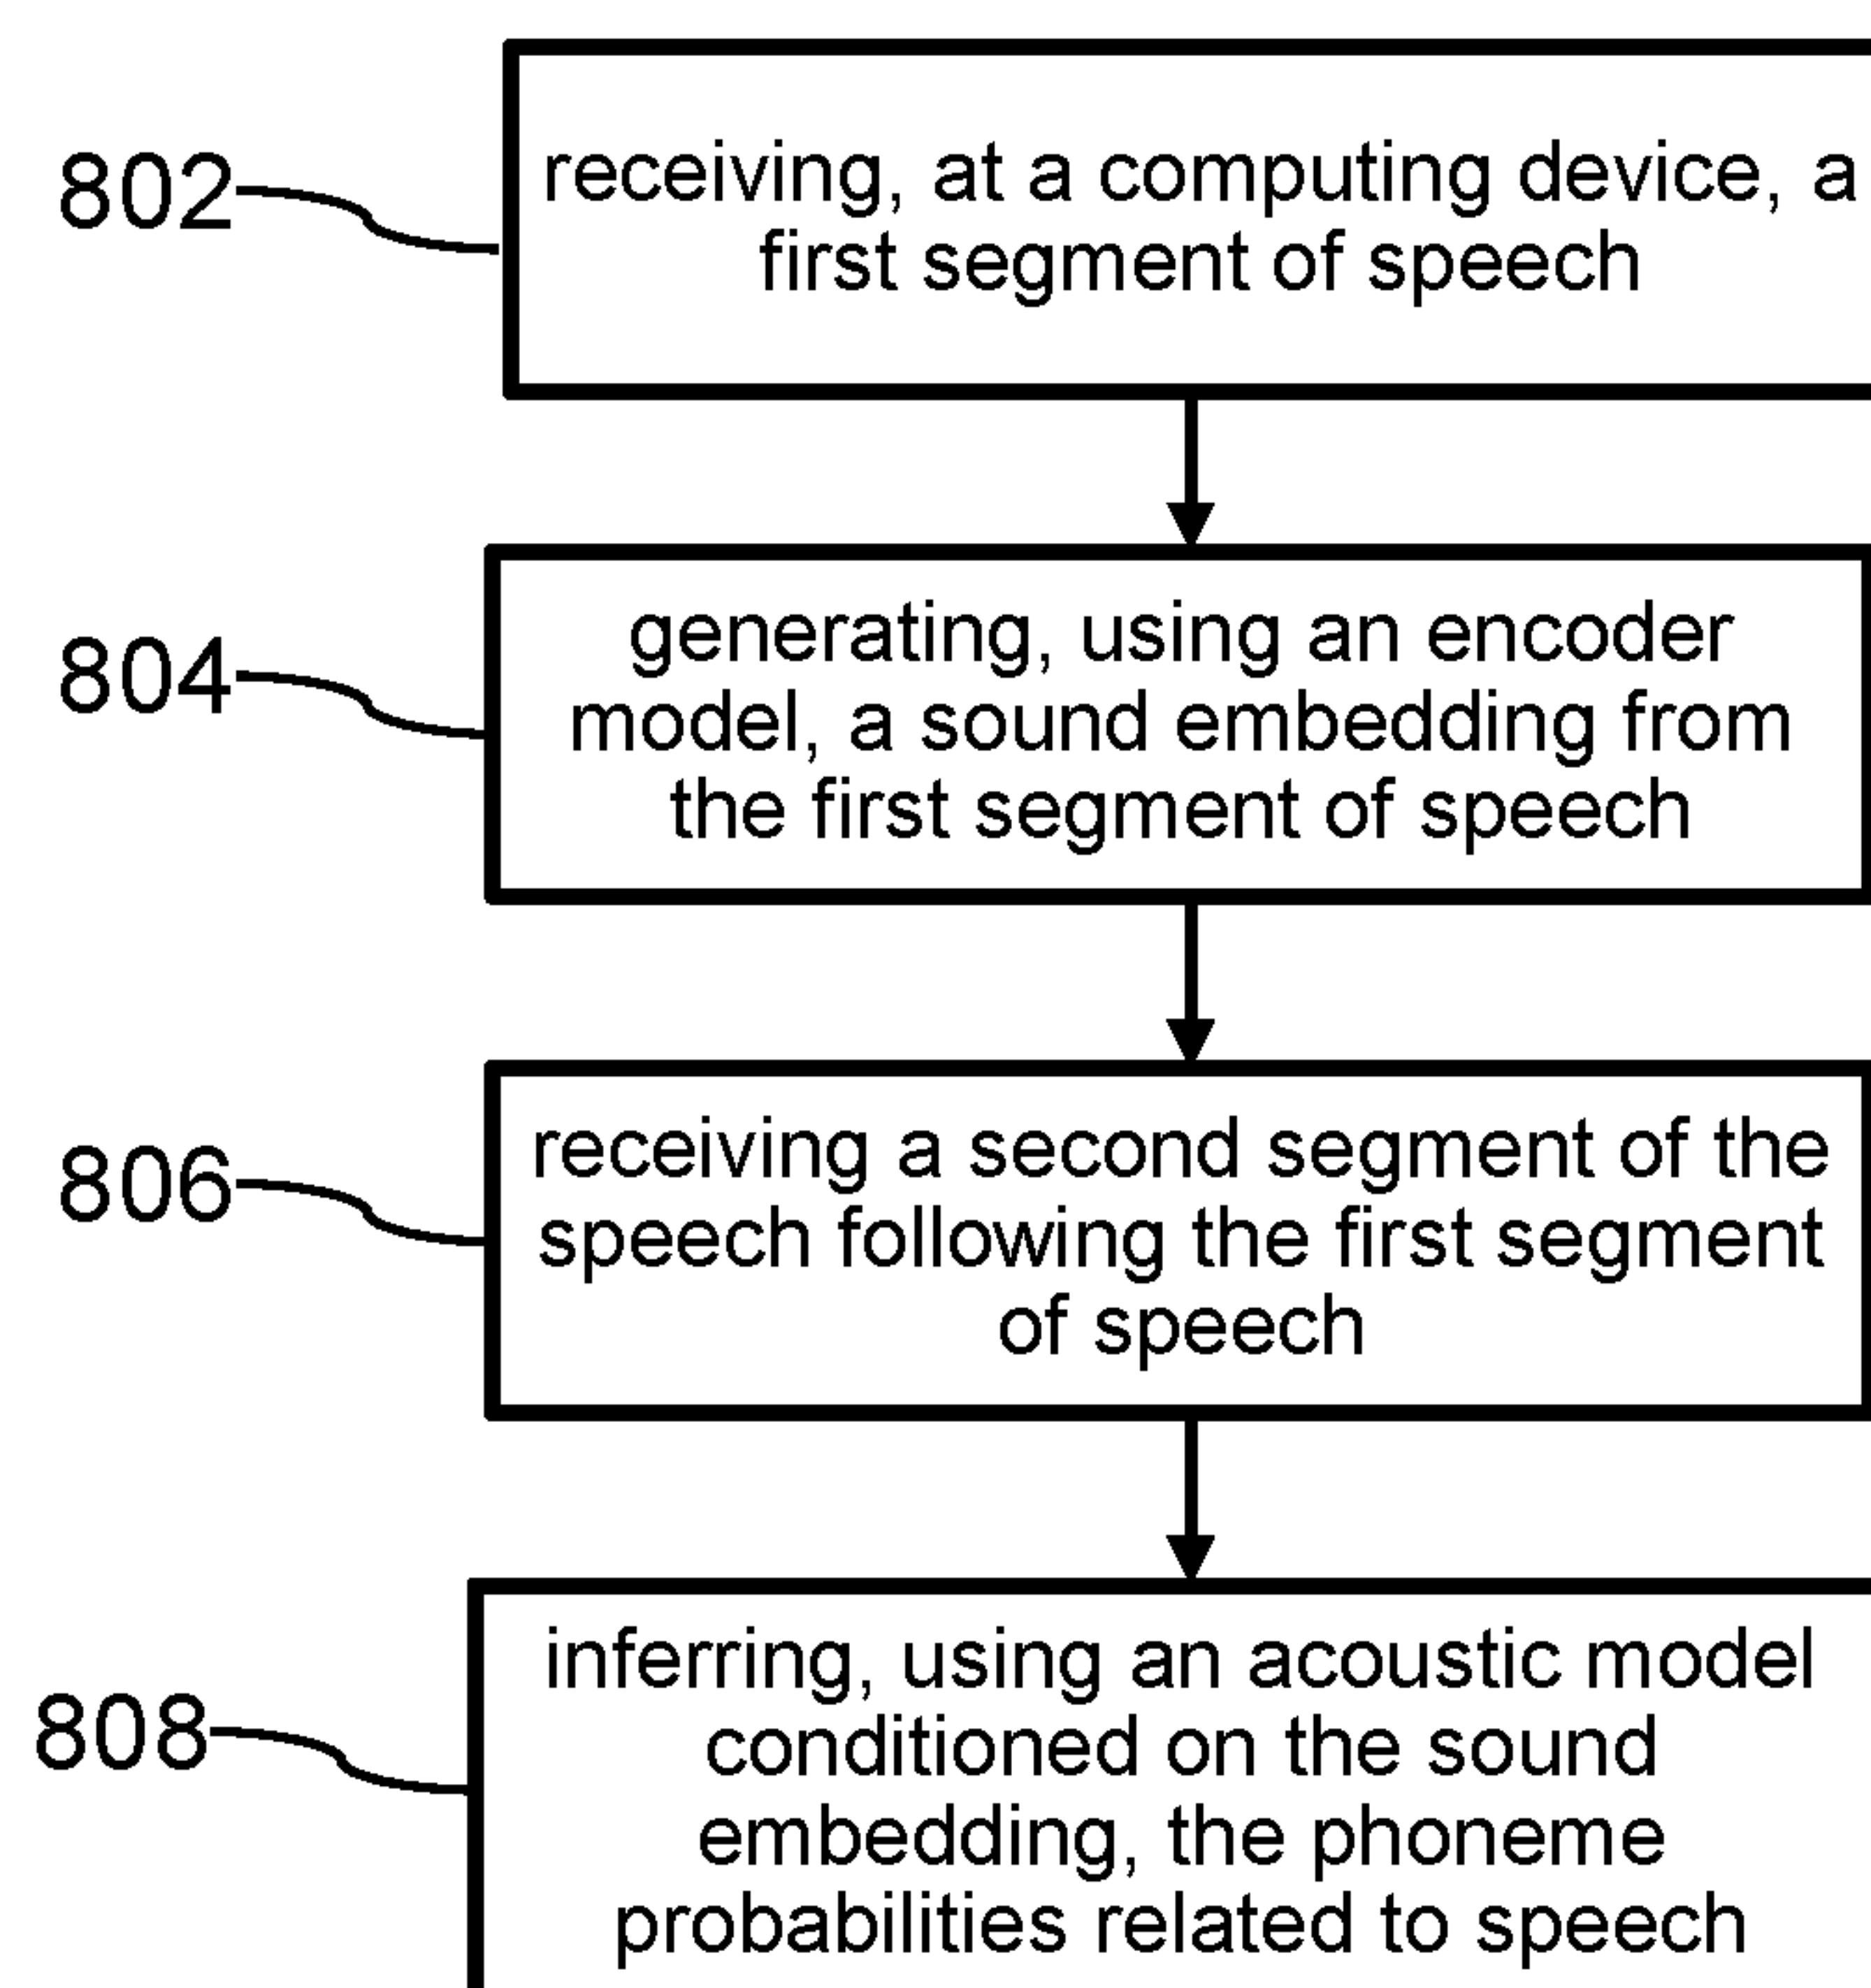 802
receiving, at a computing device, a
first segment of speech
804
generating, using an encoder
model, a sound embedding from
the first segment of speech
806
receiving a second segment of the
speech following the first segment
of speech
808
inferring, using an acoustic model
conditioned on the sound
embedding, the phoneme
probabilities related to speech